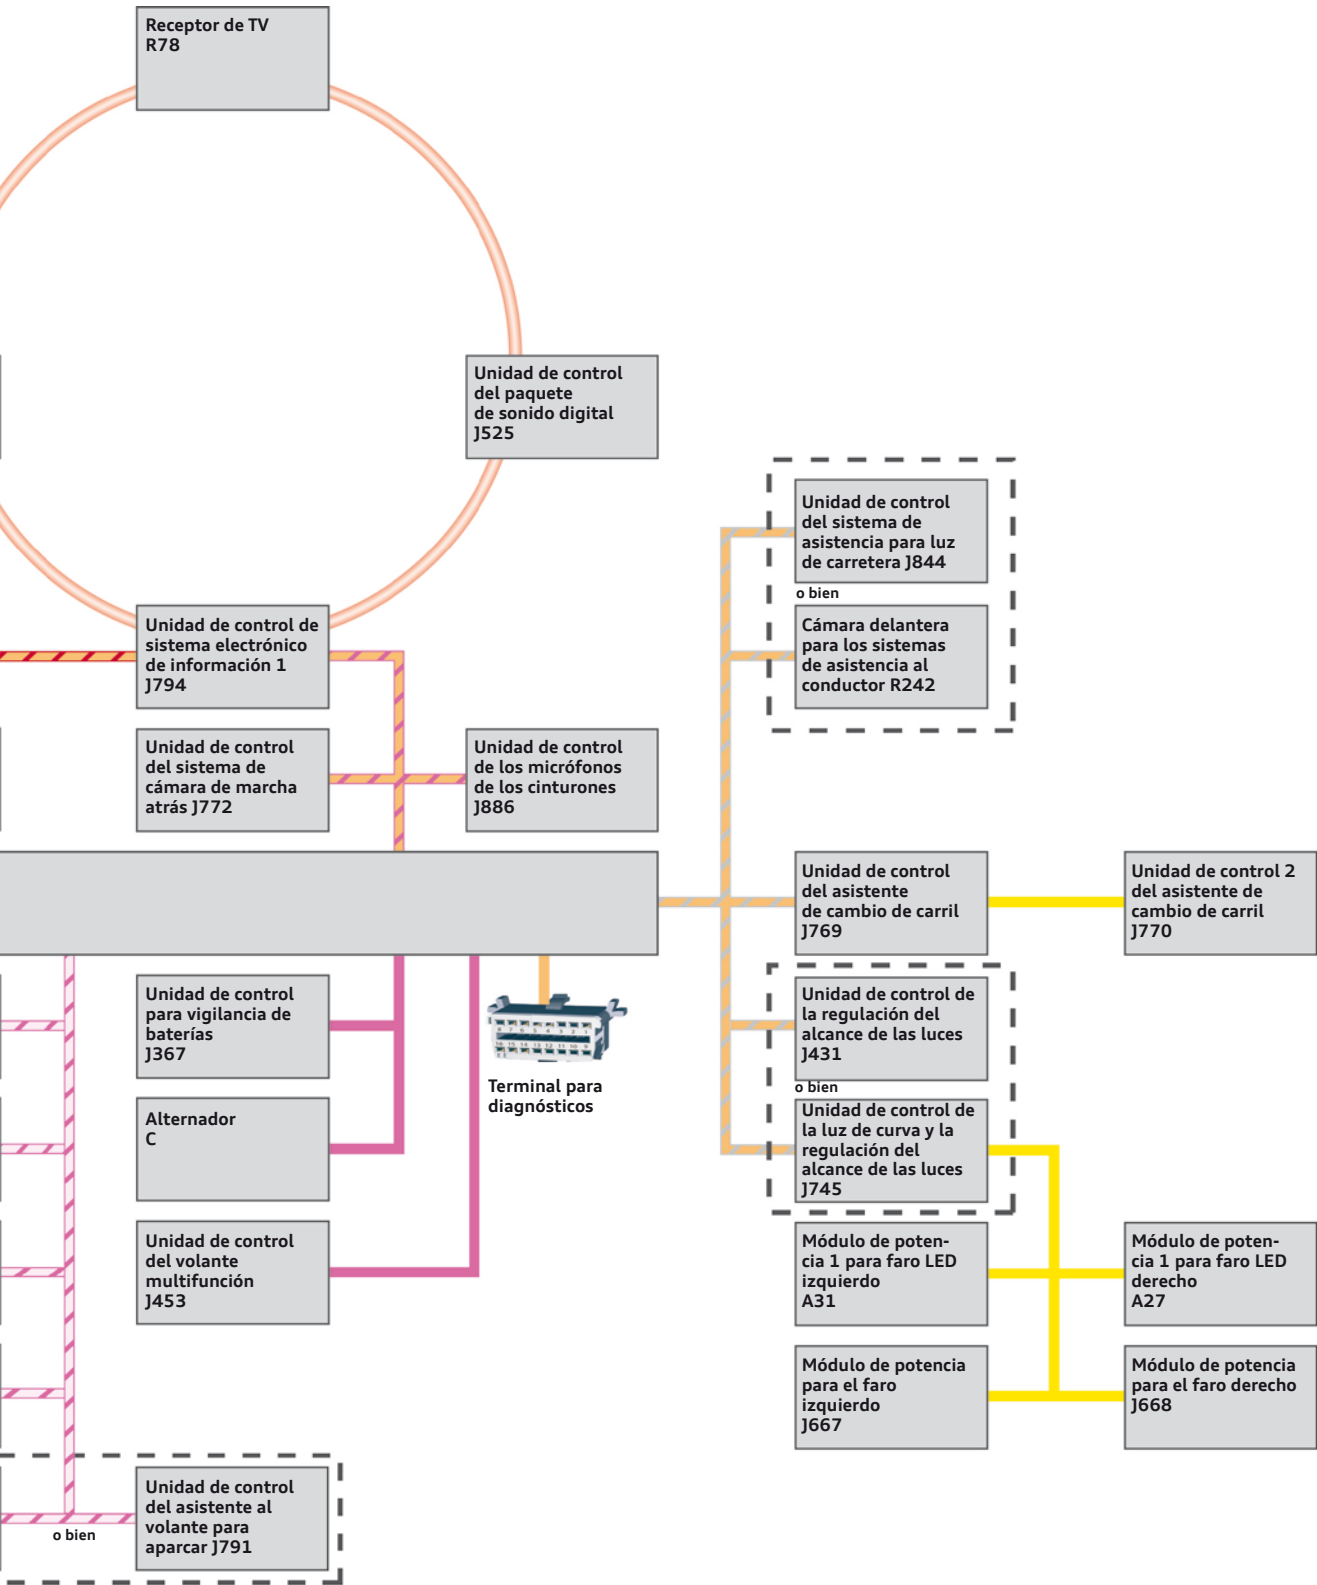 Receptor de TV
R78
Unidad de control
del paquete
de sonido digital
J525
Unidad de control
del sistema de
asistencia para luz
de carretera J844
o bien
Cámara delantera
para los sistemas
de asistencia al
conductor R242
Unidad de control de
sistema electrónico
de información 1
J794
Unidad de control
del sistema de
cámara de marcha
atrás J772
Unidad de control
de los micrófonos
de los cinturones
J886
Unidad de control
del asistente
de cambio de carril
J769
Unidad de control 2
del asistente de
cambio de carril
J770
Unidad de control
para vigilancia de
baterías
J367
Terminal para
diagnósticos
Unidad de control de
la regulación del
alcance de las luces
J431
o bien
Unidad de control de
la luz de curva y la
regulación del
alcance de las luces
J745
Alternador
C
Unidad de control
del volante
multifunción
J453
Módulo de poten-
cia 1 para faro LED
izquierdo
A31
Módulo de poten-
cia 1 para faro LED
derecho
A27
Módulo de potencia
para el faro
izquierdo
J667
Módulo de potencia
para el faro derecho
J668
o bien
Unidad de control
del asistente al
volante para
aparcar J791